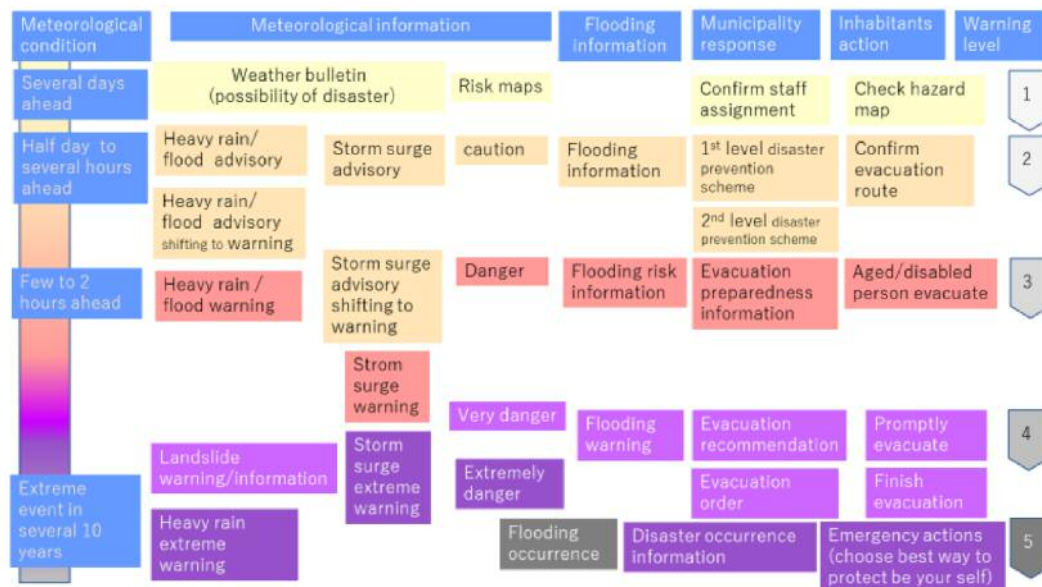 Meteorological
condition
Meteorological information
Flooding
information
Municipality
response
Inhabitants
action
Warning
level
Several days
ahead
Weather bulletin
(possibility of disaster)
Risk maps
Confirm staff
assignment
Check hazard
map
1
Half day to
several hours
ahead
Heavy rain/
flood advisory
Storm surge
advisory
caution
Flooding
information
1st level disaster
prevention
scheme
Confirm
evacuation
route
2
Heavy rain/
flood advisory
shifting to warning
2nd level disaster
prevention scheme
Few to 2
hours ahead
Heavy rain /
flood warning
Storm surge
advisory
shifting to
warning
Danger
Flooding risk
information
Evacuation
preparedness
information
Aged/disabled
person evacuate
3
Strom
surge
warning
Very danger
Flooding
warning
Evacuation
recommendation
Promptly
evacuate
4
Landslide
warning/information
Storm
surge
extreme
warning
Extremely
danger
Evacuation
order
Finish
evacuation
Extreme
event in
several 10
years
Heavy rain
extreme
warning
Flooding
occurrence
Disaster occurrence
information
Emergency actions
(choose best way to
protect be your self)
5